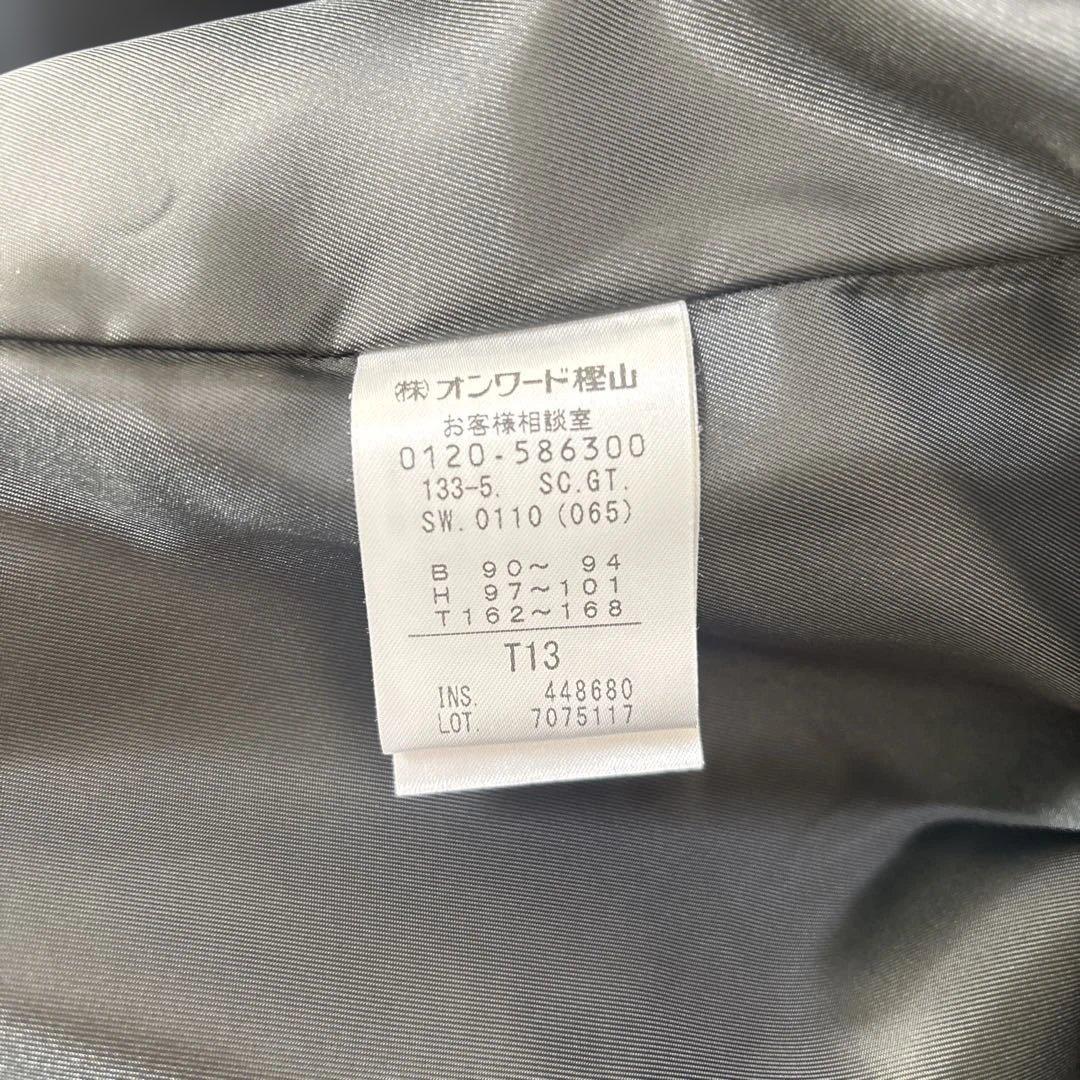 (株)オンワード樫山
お客様相談室
0120-586300
133-5. SC.GT.
SW.0110(065)
B 90~ 94
H 97~101
T162~168
T13
INS. 448680
LOT. 7075117